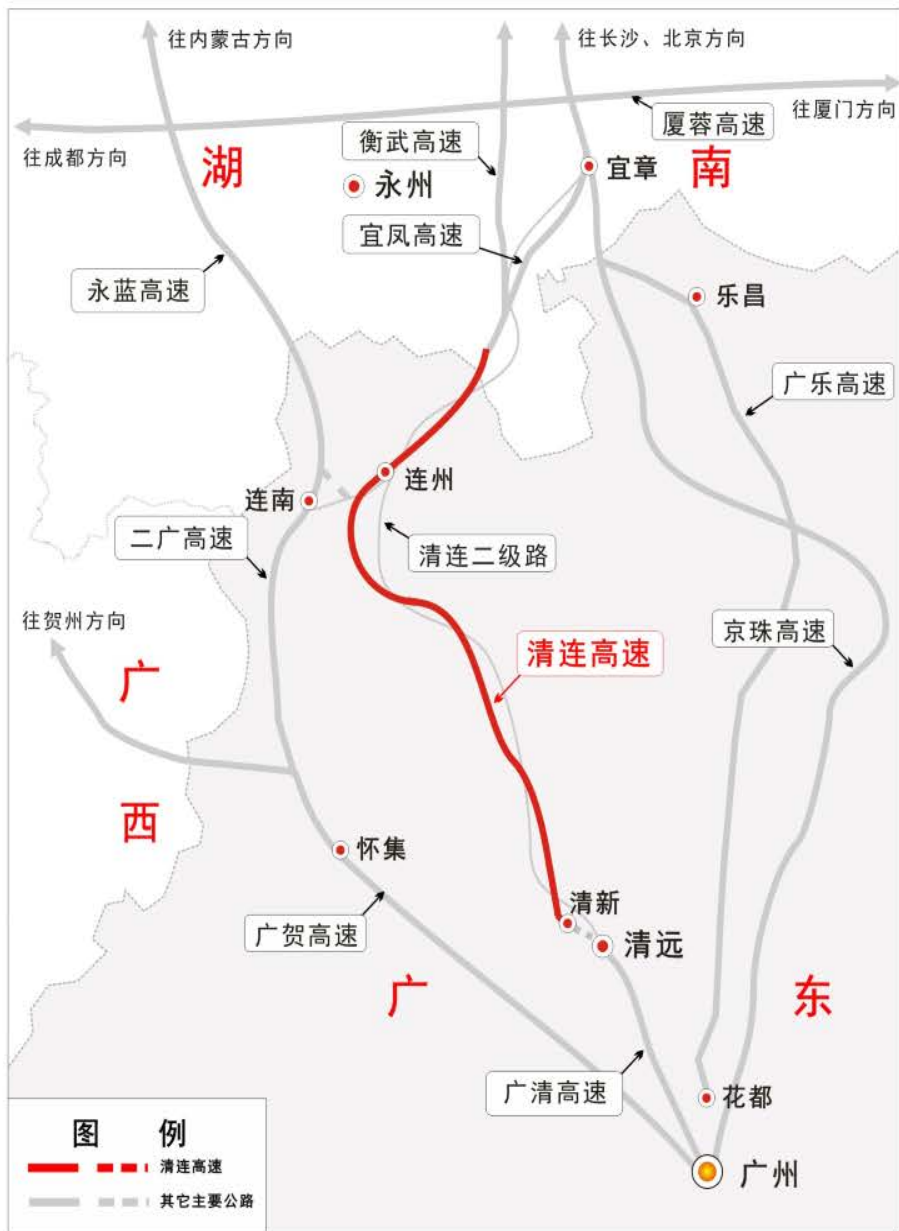 往内蒙古方向
往长沙、北京方向
往厦门方向
厦蓉高速
往成都方向
湖
衡武高速
永州
宜章
南
宜凤高速
永蓝高速
乐昌
广乐高速
连州
连南
二广高速
清连二级路
往贺州方向
清连高速
京珠高速
广
西
怀集
清新
广贺高速
清远
广
东
广清高速
花都
广州
图 例
清连高速
其它主要公路